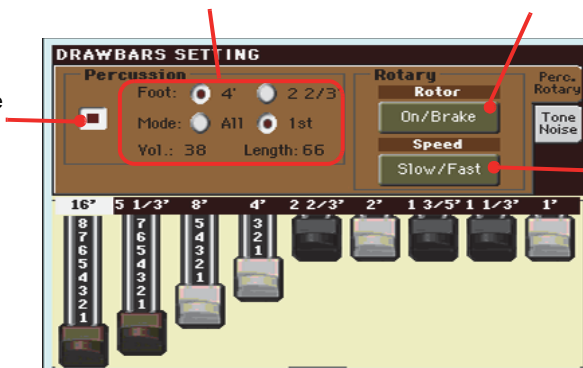 DRAWBARS SETTING
Percussion
Foot: 4' 2 2/3'
Mode: All 1st
Vol.: 38 Length: 66
Rotary
Rotor
On/Brake
Speed
Slow/Fast
Perc.
Rotary
Tone
Noise
e
16' 5 1/3' 8' 4' 2 2/3' 2' 1 3/5' 1 1/3' 1'
8 7 6 5 4 3 2 1
7 6 5 4 3 2 1
5 4 3 2 1
3 2 1